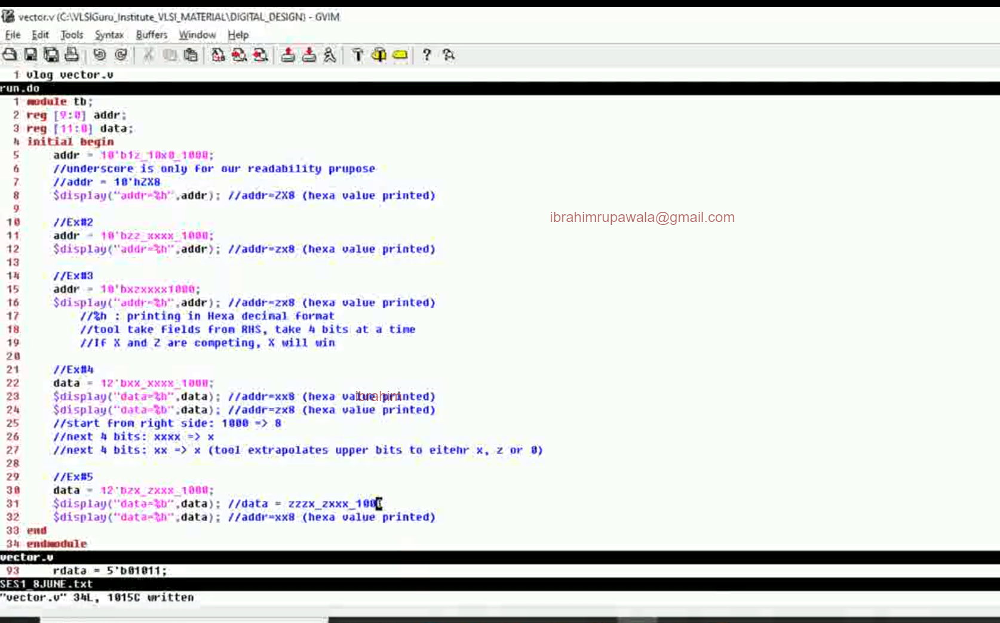 vector.v (C:\VLSIGuru_Institute_VLSI_MATERIAL\DIGITAL_DESIGN) - GVIM
File Edit Tools Syntax Buffers Window Help
1 vlog vector.v
run.do
1 module tb;
2 reg [9:0] addr;
3 reg [11:0] data;
4 initial begin
5 addr = 10'b1z_10x0_1000;
6 //underscore is only for our readability prupose
7 //addr = 10'hZX8
8 $display("addr=%h",addr); //addr=ZX8 (hexa value printed)
9
ibrahimrupawala@gmail.com
10 //Ex#2
11 addr = 10'bzz_xxxx_1000;
12 $display("addr=%h",addr); //addr=zx8 (hexa value printed)
13
14 //Ex#3
15 addr = 10'bxzxxxx1000;
16 $display("addr=%h",addr); //addr=zx8 (hexa value printed)
17 //%h : printing in Hexa decimal format
18 //tool take fields from RHS, take 4 bits at a time
19 //If X and Z are competing, X will win
20
21 //Ex#4
22 data = 12'bxx_xxxx_1000;
23 $display("data=%h",data); //addr=xx8 (hexa value printed)
ibrahim
24 $display("data=%b",data); //addr=zx8 (hexa value printed)
25 //start from right side: 1000 => 8
26 //next 4 bits: xxxx => x
27 //next 4 bits: xx => x (tool extrapolates upper bits to eitehr x, z or 0)
28
29 //Ex#5
30 data = 12'bzx_zxxx_1000;
31 $display("data=%b",data); //data = zzzx_zxxx_1000
32 $display("data=%h",data); //addr=xx8 (hexa value printed)
33 end
34 endmodule
vector.v
93 rdata = 5'b01011;
SES1_8JUNE.txt
"vector.v" 34L, 1015C written